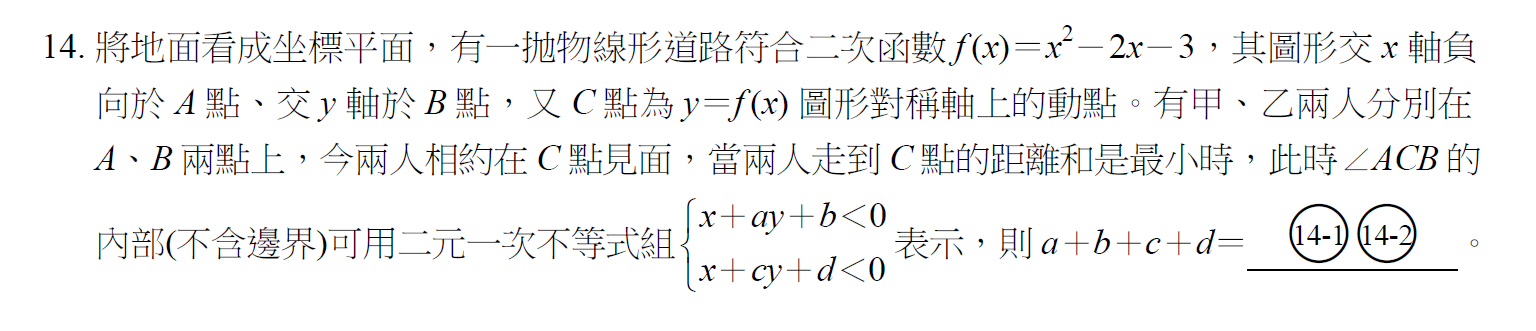 14. 將地面看成坐標平面,有一拋物線形道路符合二次函數 f(x)=x²-2x-3,其圖形交 x 軸負
向於 A 點、交 y 軸於 B 點,又 C 點為 y=f(x) 圖形對稱軸上的動點。有甲、乙兩人分別在
A、B 兩點上,今兩人相約在 C 點見面,當兩人走到 C 點的距離和是最小時,此時∠ACB 的
內部(不含邊界)可用二元一次不等式組{x+ay+b<0 x+cy+d<0 表示,則 a+b+c+d= 14-1 14-2 。